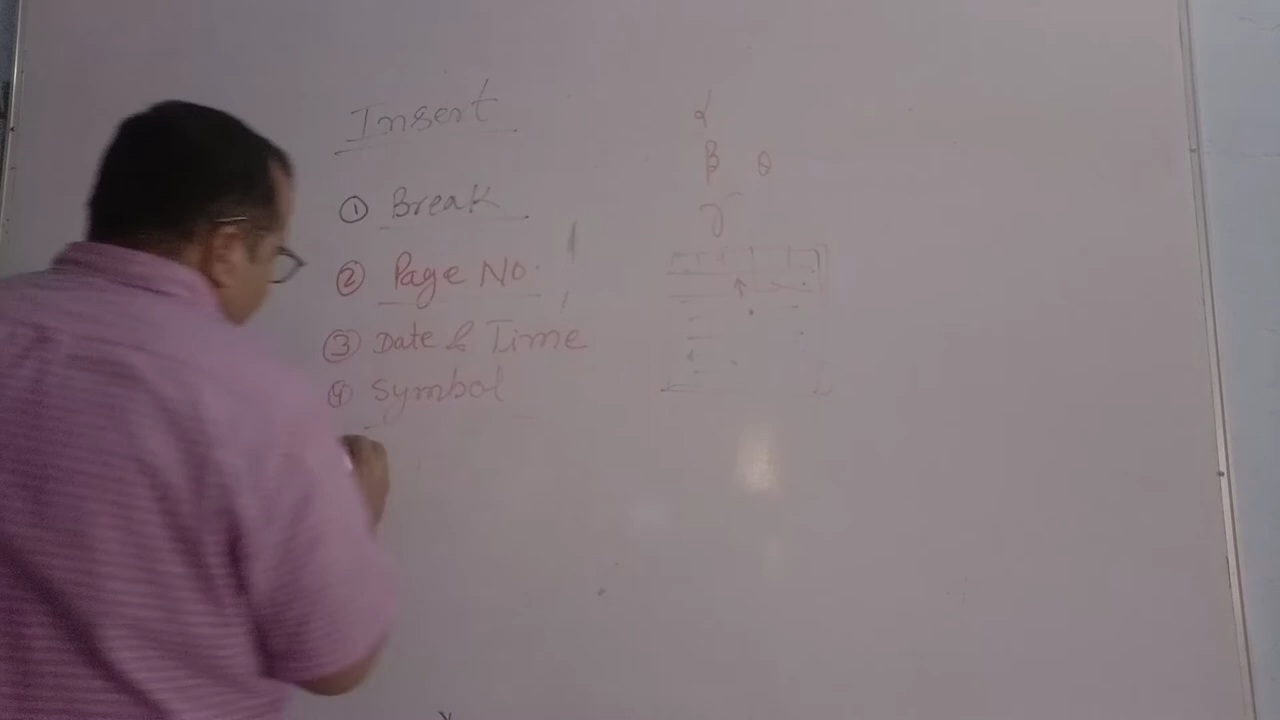 Insert
① Break
② Page No.
③ Date & Time
④ Symbol
α
β θ
γ